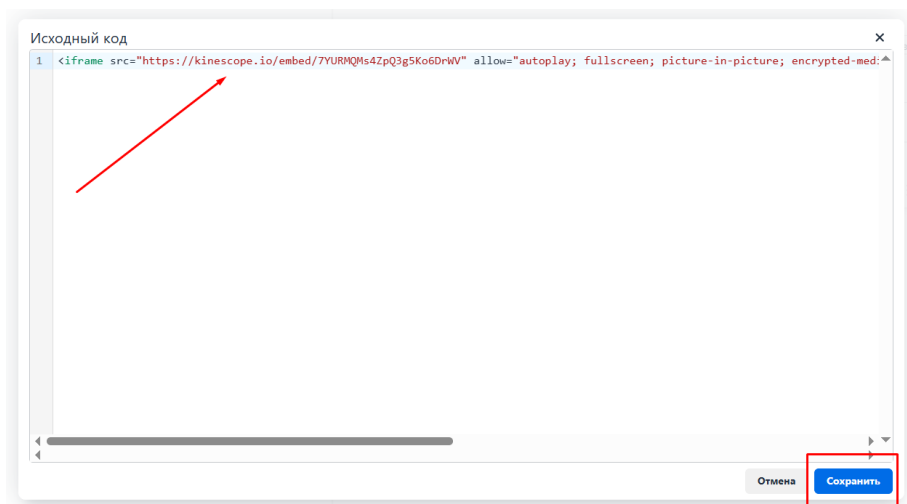 Исходный код
1 <iframe src="https://kinescope.io/embed/7YURMQMs4ZpQ3g5Ko6DrWV" allow="autoplay; fullscreen; picture-in-picture; encrypted-med
Отмена Сохранить